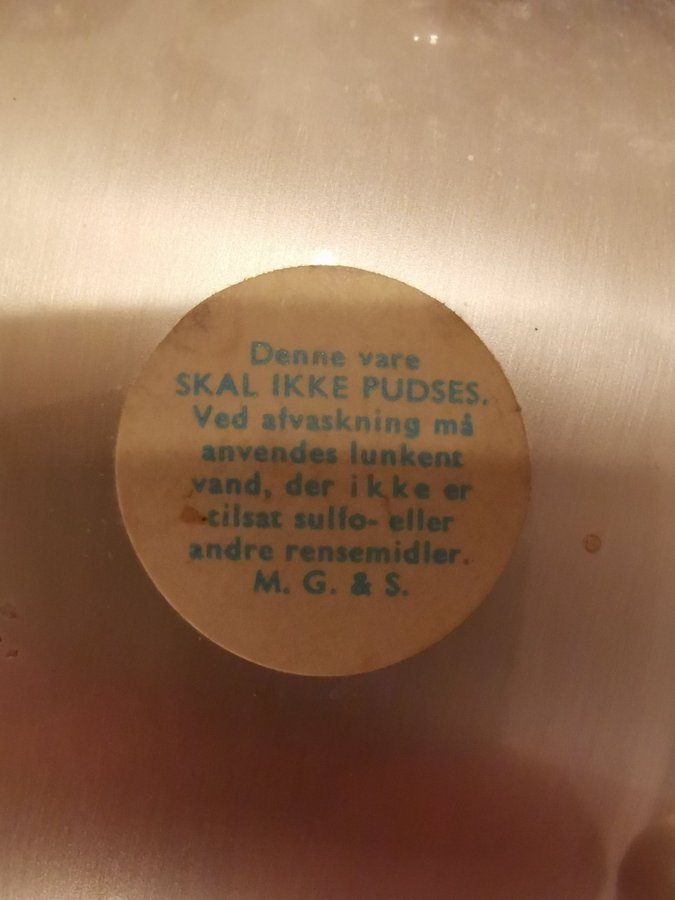 Denne vare
SKAL IKKE PUDSES.
Ved afvaskning må
anvendes lunkent
vand, der ikke er
tilsat sulfo- eller
andre rensemidler.
M. G. & S.